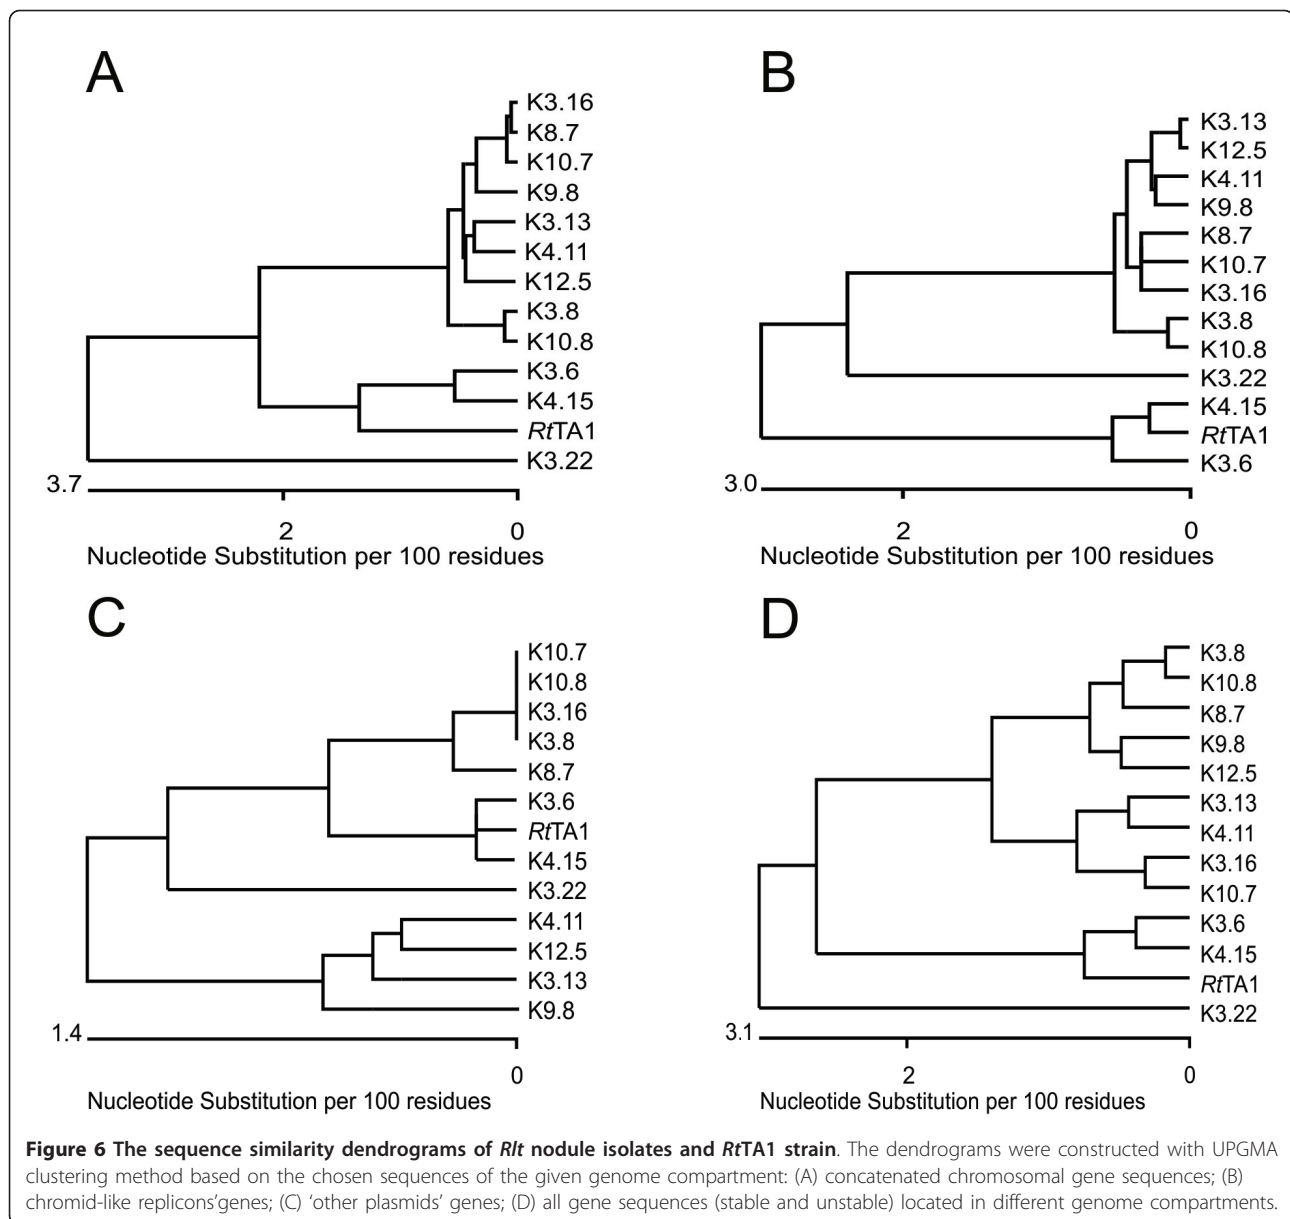 A
K3.16
K8.7
K10.7
K9.8
K3.13
K4.11
K12.5
K3.8
K10.8
K3.6
K4.15
RtTA1
K3.22
3.7
2 0
Nucleotide Substitution per 100 residues
B
K3.13
K12.5
K4.11
K9.8
K8.7
K10.7
K3.16
K3.8
K10.8
K3.22
K4.15
RtTA1
K3.6
3.0
2 0
Nucleotide Substitution per 100 residues
C
K10.7
K10.8
K3.16
K3.8
K8.7
K3.6
RtTA1
K4.15
K3.22
K4.11
K12.5
K3.13
K9.8
1.4
0
Nucleotide Substitution per 100 residues
D
K3.8
K10.8
K8.7
K9.8
K12.5
K3.13
K4.11
K3.16
K10.7
K3.6
K4.15
RtTA1
K3.22
3.1
2 0
Nucleotide Substitution per 100 residues
Figure 6 The sequence similarity dendrograms of Rlt nodule isolates and RtTA1 strain. The dendrograms were constructed with UPGMA
clustering method based on the chosen sequences of the given genome compartment: (A) concatenated chromosomal gene sequences; (B)
chromid-like replicons'genes; (C) 'other plasmids' genes; (D) all gene sequences (stable and unstable) located in different genome compartments.